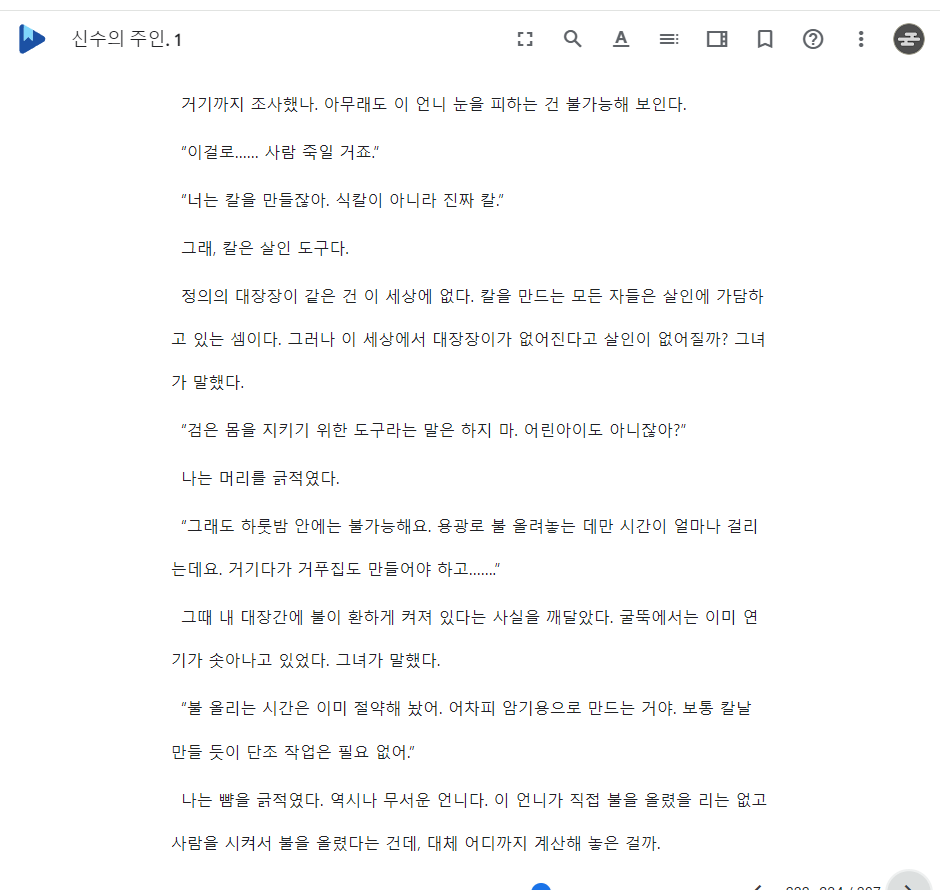 신수의 주인. 1
거기까지 조사했나. 아무래도 이 언니 눈을 피하는 건 불가능해 보인다.
“이걸로...... 사람 죽일 거죠.”
“너는 칼을 만들잖아. 식칼이 아니라 진짜 칼.”
그래, 칼은 살인 도구다.
정의의 대장장이 같은 건 이 세상에 없다. 칼을 만드는 모든 자들은 살인에 가담하
고 있는 셈이다. 그러나 이 세상에서 대장장이가 없어진다고 살인이 없어질까? 그녀
가 말했다.
“검은 몸을 지키기 위한 도구라는 말은 하지 마. 어린아이도 아니잖아?”
나는 머리를 긁적였다.
“그래도 하룻밤 안에는 불가능해요. 용광로 불 올려놓는 데만 시간이 얼마나 걸리
는데요. 거기다가 거푸집도 만들어야 하고.......”
그때 내 대장간에 불이 환하게 켜져 있다는 사실을 깨달았다. 굴뚝에서는 이미 연
기가 솟아나고 있었다. 그녀가 말했다.
“불 올리는 시간은 이미 절약해 놨어. 어차피 암기용으로 만드는 거야. 보통 칼날
만들 듯이 단조 작업은 필요 없어.”
나는 뺨을 긁적였다. 역시나 무서운 언니다. 이 언니가 직접 불을 올렸을 리는 없고
사람을 시켜서 불을 올렸다는 건데, 대체 어디까지 계산해 놓은 걸까.